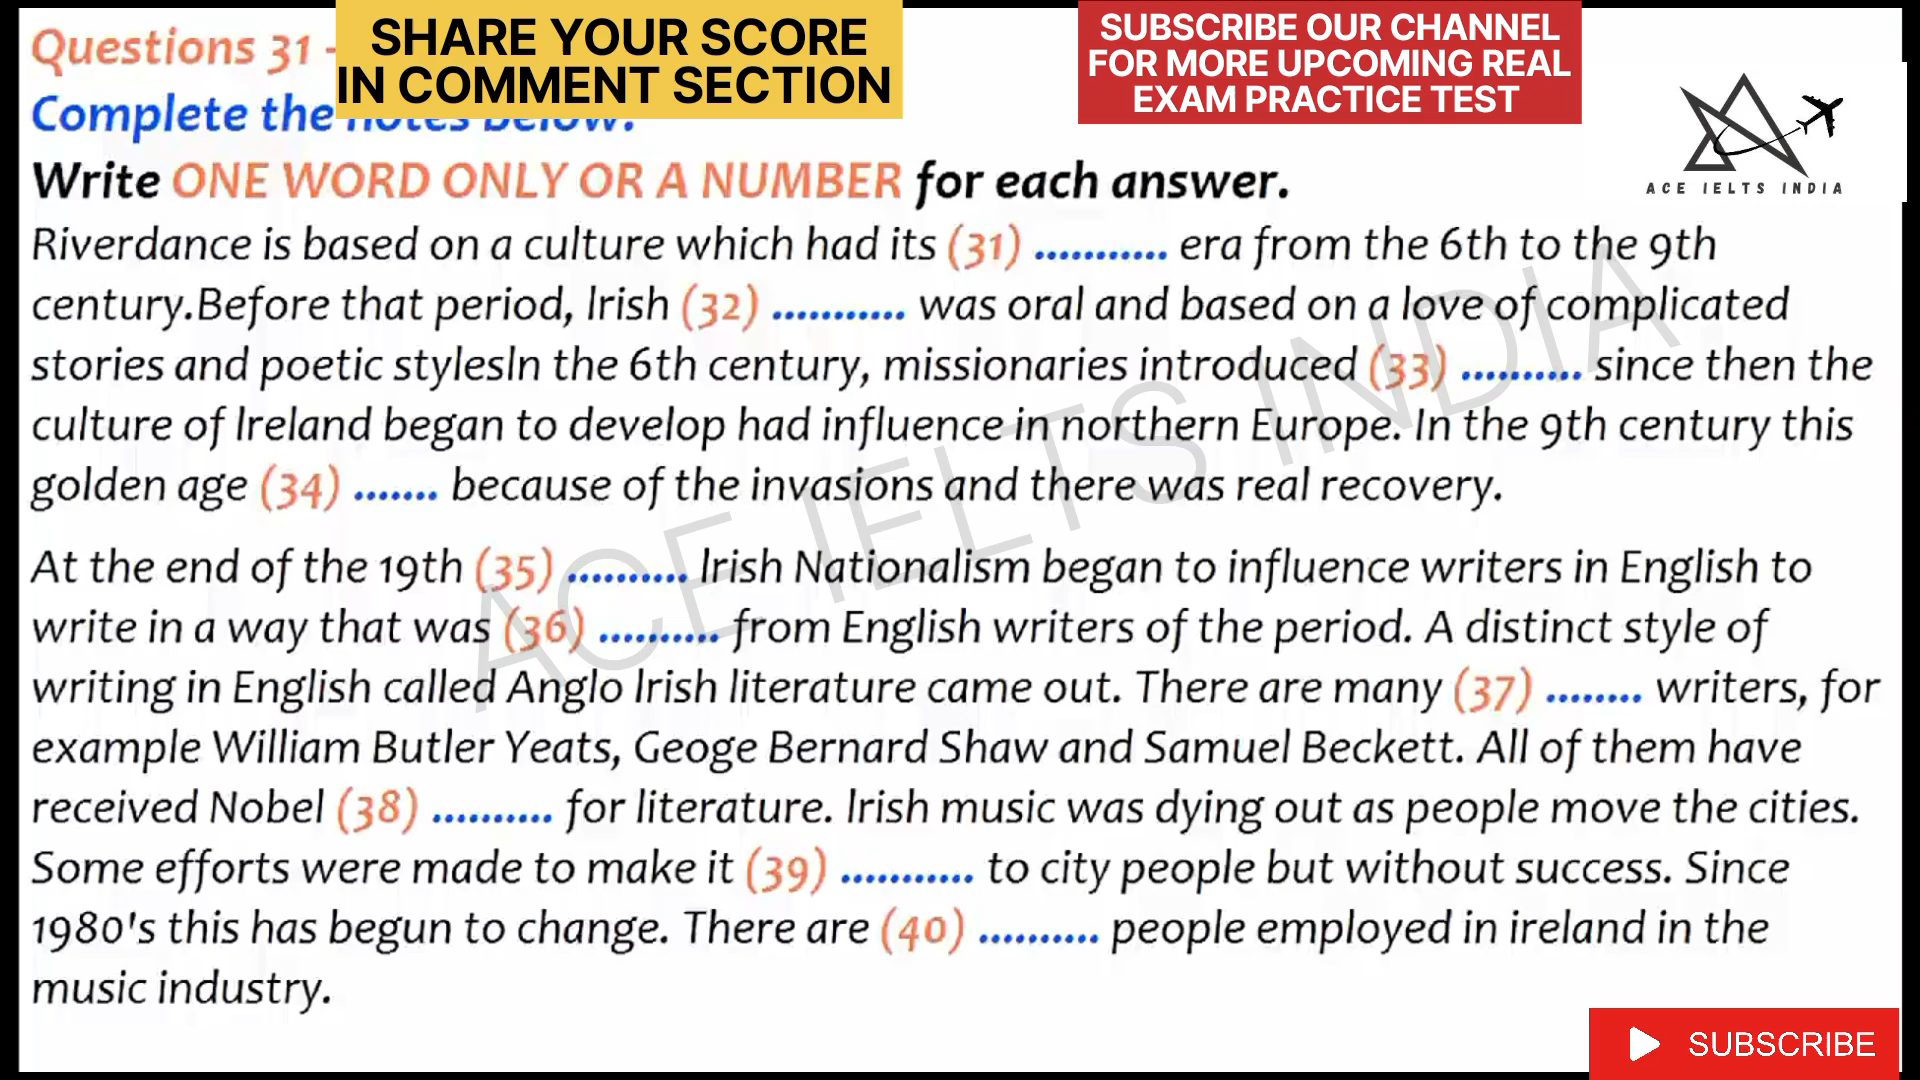 Questions 31 -
SHARE YOUR SCORE
IN COMMENT SECTION
SUBSCRIBE OUR CHANNEL
FOR MORE UPCOMING REAL
EXAM PRACTICE TEST
ACE IELTS INDIA
Complete the notes below.
Write ONE WORD ONLY OR A NUMBER for each answer.
Riverdance is based on a culture which had its (31) ........... era from the 6th to the 9th
century.Before that period, Irish (32) ........... was oral and based on a love of complicated
stories and poetic stylesIn the 6th century, missionaries introduced (33) .......... since then the
culture of Ireland began to develop had influence in northern Europe. In the 9th century this
golden age (34) ....... because of the invasions and there was real recovery.
At the end of the 19th (35) .......... Irish Nationalism began to influence writers in English to
write in a way that was (36) .......... from English writers of the period. A distinct style of
writing in English called Anglo Irish literature came out. There are many (37) ........ writers, for
example William Butler Yeats, Geoge Bernard Shaw and Samuel Beckett. All of them have
received Nobel (38) .......... for literature. Irish music was dying out as people move the cities.
Some efforts were made to make it (39) ........... to city people but without success. Since
1980's this has begun to change. There are (40) .......... people employed in ireland in the
music industry.
ACE IELTS INDIA
SUBSCRIBE